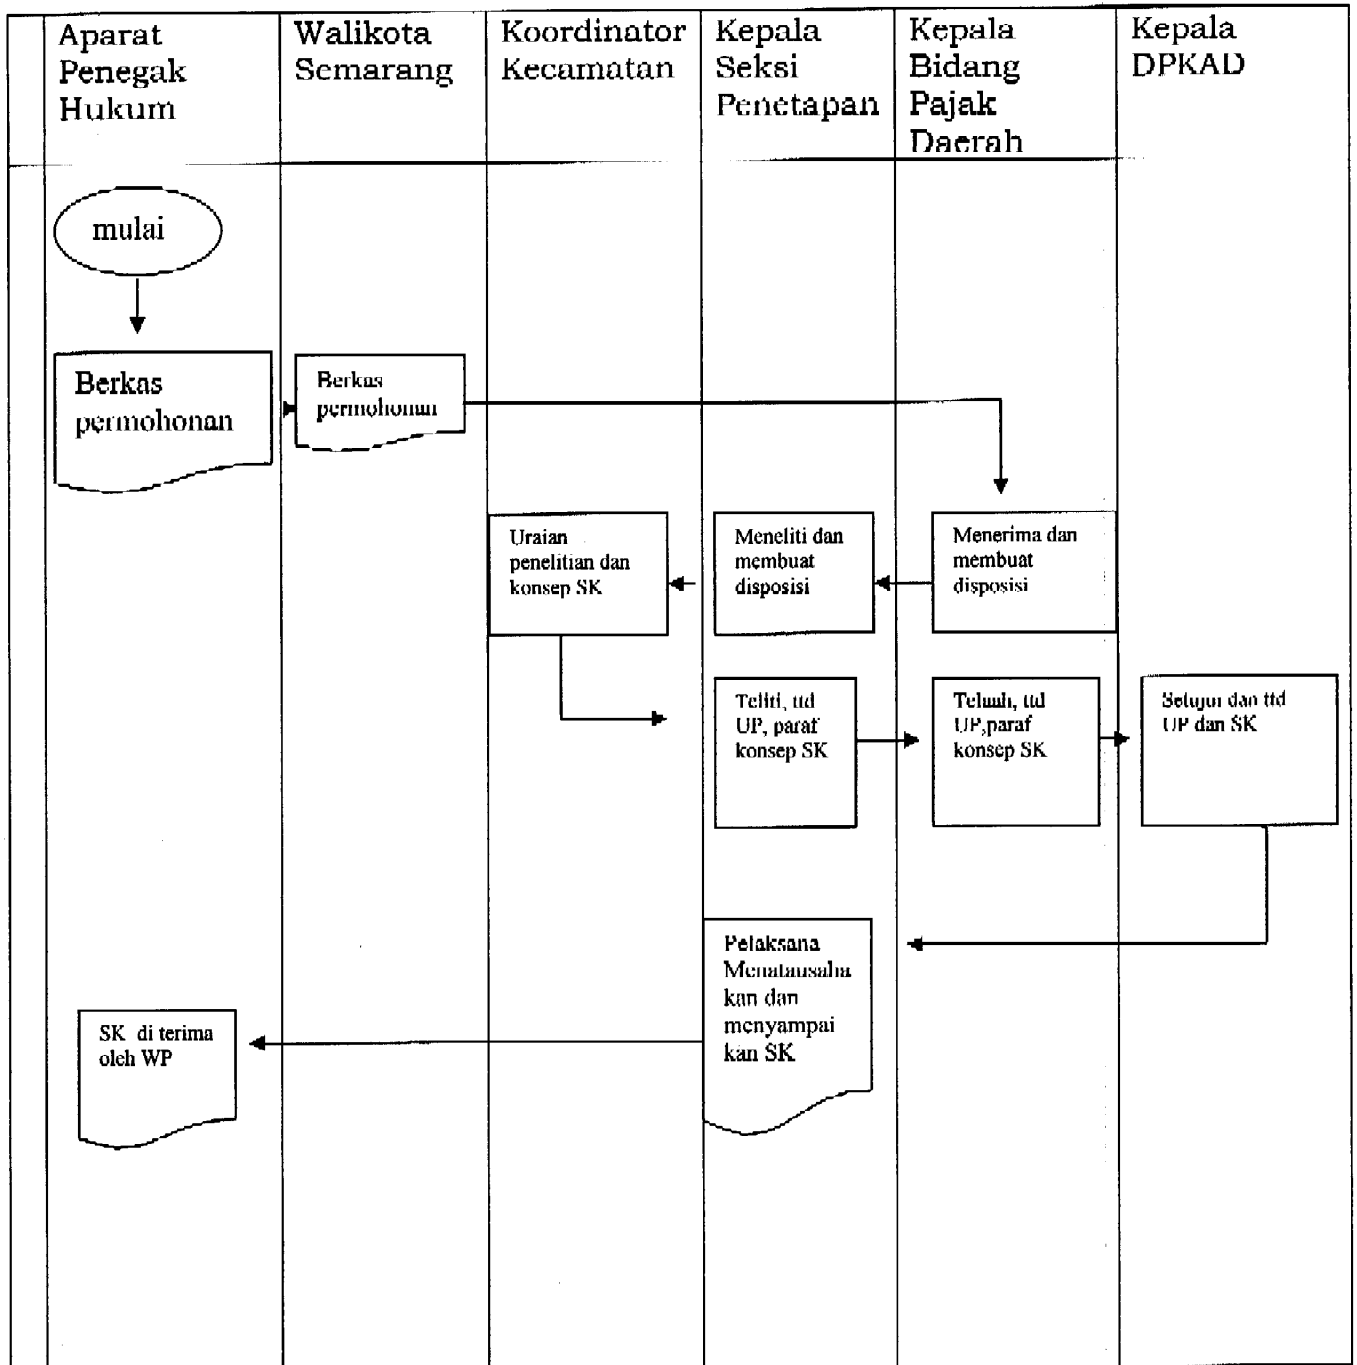 Aparat
Penegak
Hukum
Walikota
Semarang
Koordinator
Kecamatan
Kepala
Seksi
Penetapan
Kepala
Bidang
Pajak
Daerah
Kepala
DPKAD
mulai
Berkas
permohonan
Berkas
permohonan
Uraian
penelitian dan
konsep SK
Meneliti dan
membuat
disposisi
Menerima dan
membuat
disposisi
Teliti, ttd
UP, paraf
konsep SK
Telaah, ttd
UP,paraf
konsep SK
Setujui dan ttd
UP dan SK
Pelaksana
Menatausaha
kan dan
menyampai
kan SK
SK di terima
oleh WP